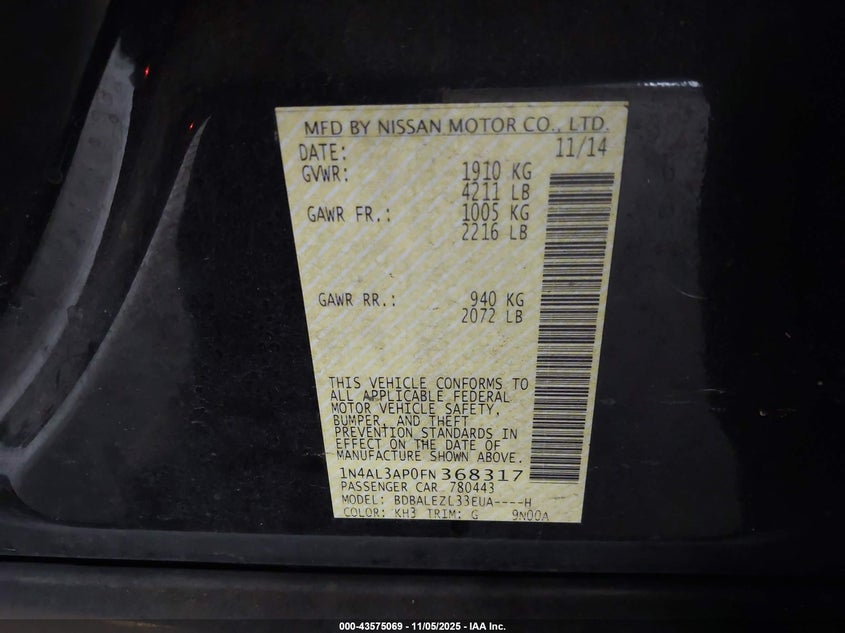 MFD BY NISSAN MOTOR CO., LTD.
DATE: 11/14
GVWR: 1910 KG
4211 LB
GAWR FR.: 1005 KG
2216 LB
GAWR RR.: 940 KG
2072 LB
THIS VEHICLE CONFORMS TO
ALL APPLICABLE FEDERAL
MOTOR VEHICLE SAFETY,
BUMPER, AND THEFT
PREVENTION STANDARDS IN
EFFECT ON THE DATE OF
MANUFACTURE SHOWN ABOVE.
1N4AL3AP0FN 368317
PASSENGER CAR 780443
MODEL: BDBALEZL33EUA----H
COLOR: KH3 TRIM: G 9N00A
000-43575069 - 11/05/2025 - IAA Inc.